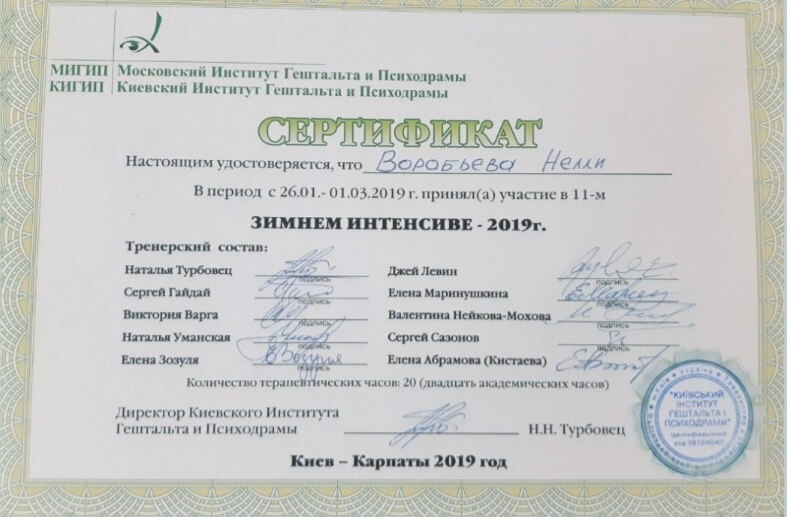 МИГИП Московский Институт Гештальта и Психодрамы
КИГИП Киевский Институт Гештальта и Психодрамы
СЕРТИФИКАТ
Настоящим удостоверяется, что Воробьева Нелли
В период с 26.01.- 01.03.2019 г. принял(а) участие в 11-м
ЗИМНЕМ ИНТЕНСИВЕ - 2019г.
Тренерский состав:
Наталья Турбовец
подпись
Джей Левин
подпись
Сергей Гайдай
подпись
Елена Маринушкина
подпись
Виктория Варга
подпись
Валентина Нейкова-Мохова
подпись
Наталья Уманская
подпись
Сергей Сазонов
подпись
Елена Зозуля
подпись
Елена Абрамова (Кистаева)
Количество терапевтических часов: 20 (двадцать академических часов)
Директор Киевского Института
Гештальта и Психодрамы
Н.Н. Турбовец
Киев – Карпаты 2019 год
"КИЇВСЬКИЙ
ІНСТИТУТ
ГЕШТАЛЬТА І
ПСИХОДРАМИ"
Ідентифікаційний
код 38124040